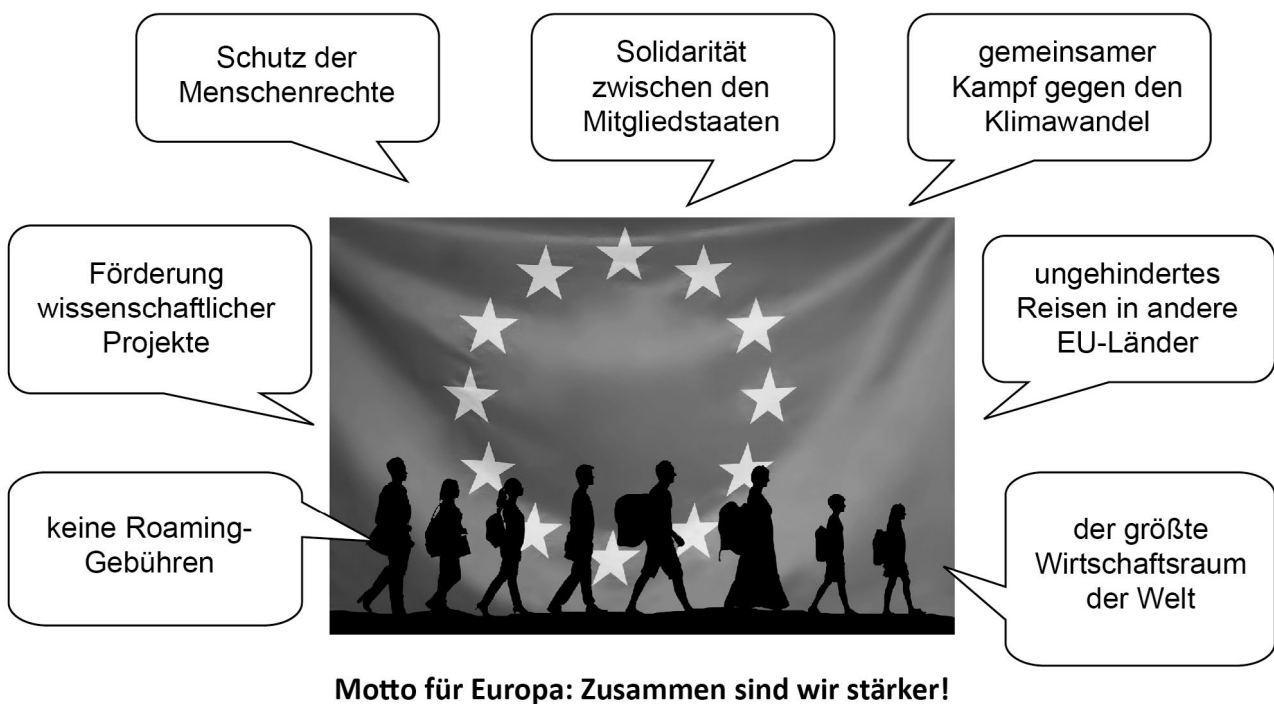 Schutz der
Menschenrechte
Solidarität
zwischen den
Mitgliedstaaten
gemeinsamer
Kampf gegen den
Klimawandel
Förderung
wissenschaftlicher
Projekte
ungehindertes
Reisen in andere
EU-Länder
keine Roaming-
Gebühren
der größte
Wirtschaftsraum
der Welt
Motto für Europa: Zusammen sind wir stärker!